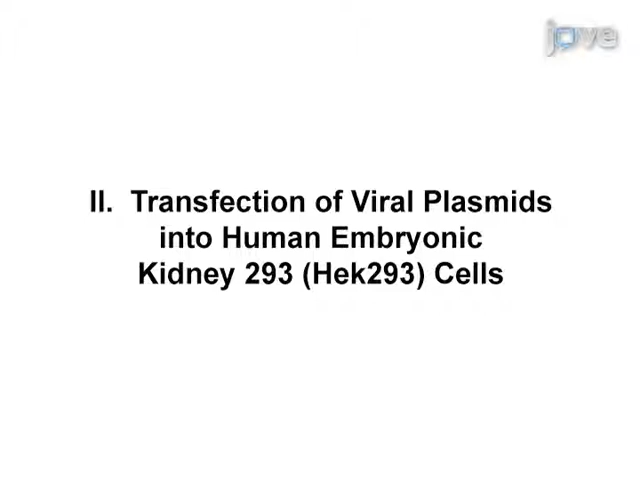 jove
II. Transfection of Viral Plasmids
into Human Embryonic
Kidney 293 (Hek293) Cells